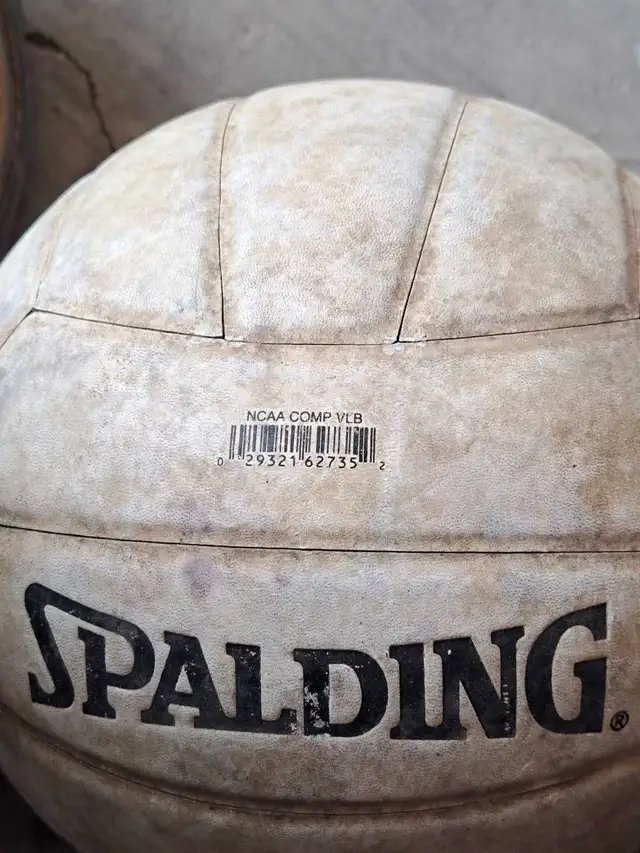 NCAA COMP VLB
0 29321 62735 2
SPALDING®